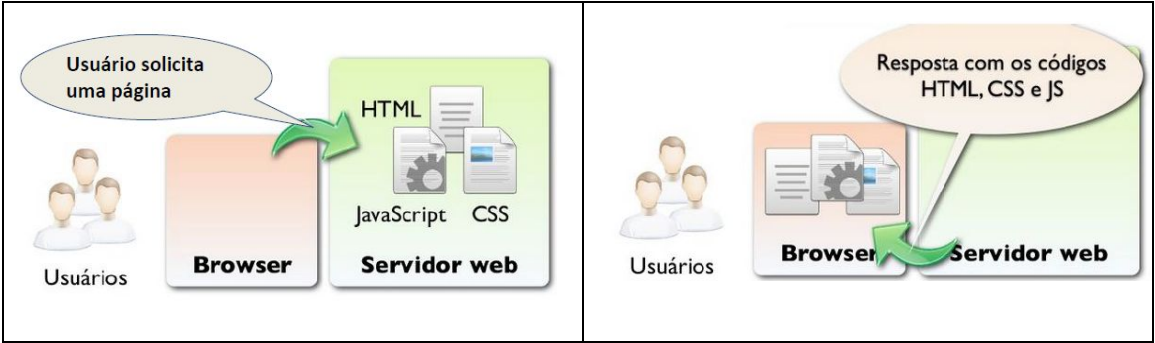 Usuário solicita
uma página
HTML
JavaScript CSS
Usuários
Browser
Servidor web
Resposta com os códigos
HTML, CSS e JS
Usuários
Browser
Servidor web